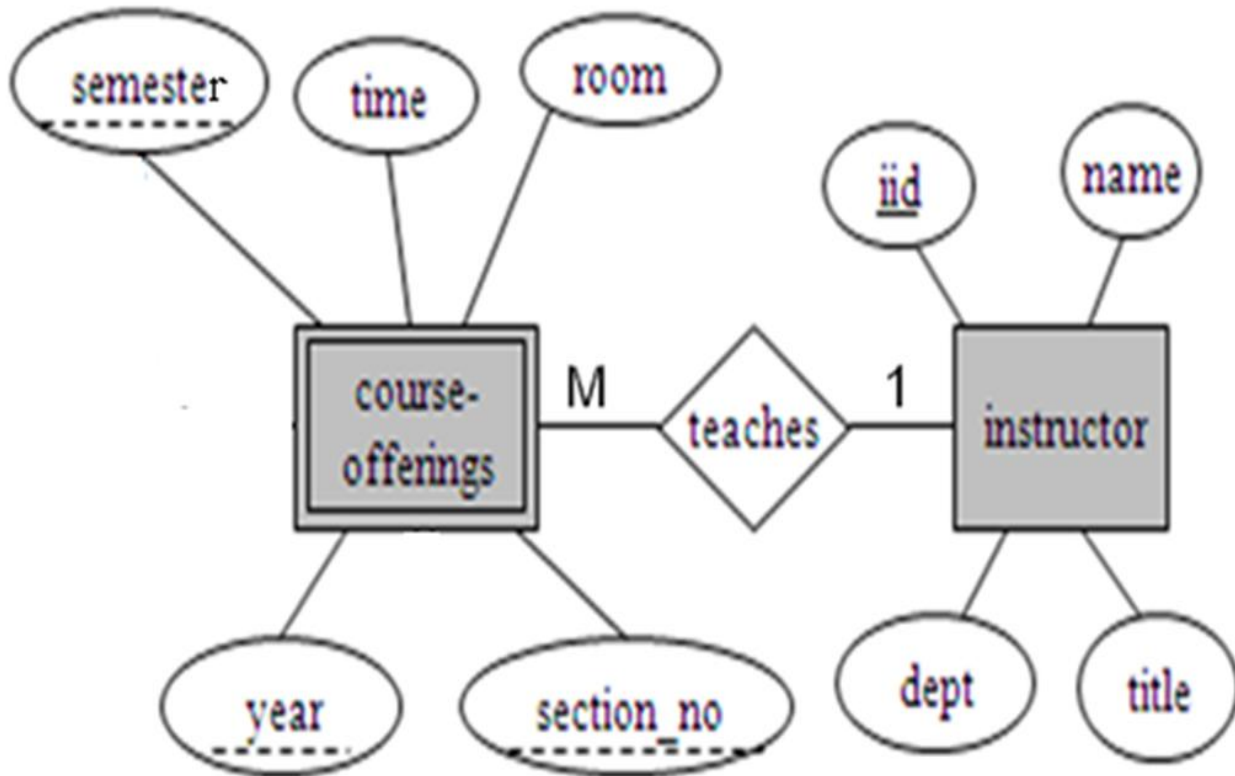 semester
time
room
iid
name
course-
offerings
M
teaches
1
instructor
year
section_no
dept
title